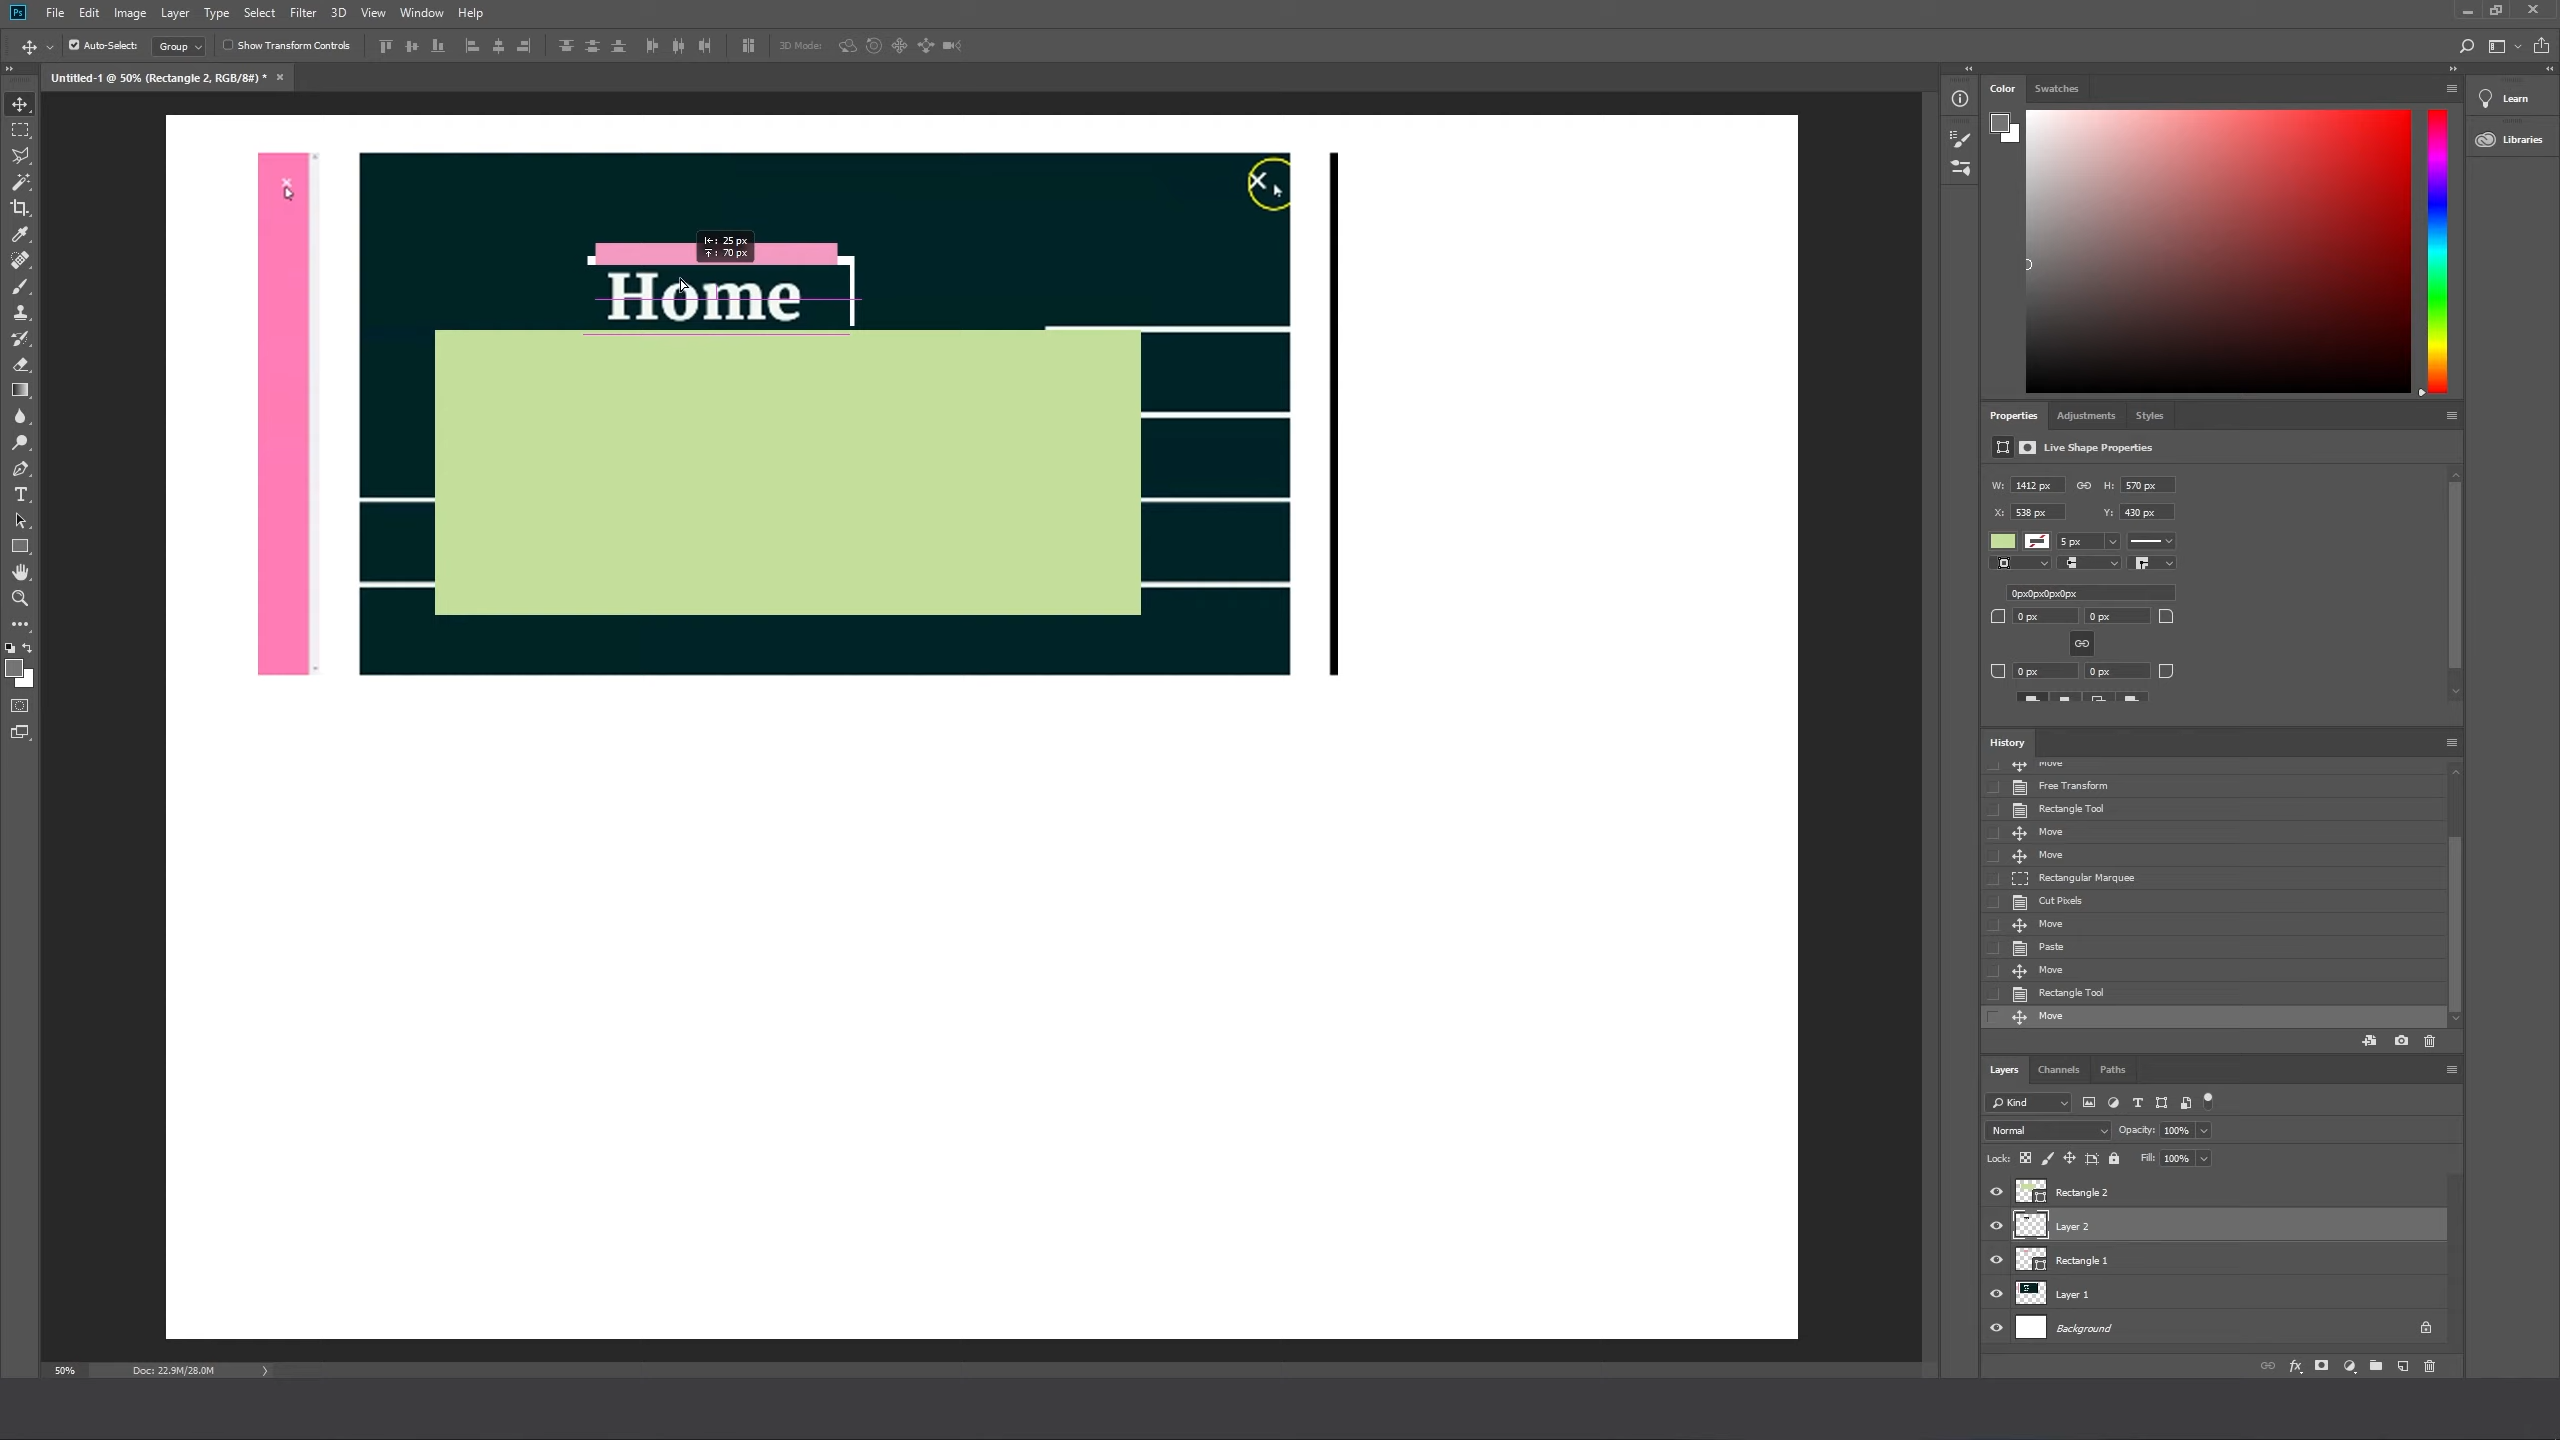 Ps File Edit Image Layer Type Select Filter 3D View Window Help
Auto-Select: Group Show Transform Controls 3D Mode:
Untitled-1 @ 50% (Rectangle 2, RGB/8#) * ×
25 px
70 px
Home
Color Swatches
Learn
Libraries
Properties Adjustments Styles
Live Shape Properties
W: 1412 px H: 570 px
X: 538 px Y: 430 px
5 px
0px0px0px0px
0 px 0 px
0 px 0 px
History
Move
Free Transform
Rectangle Tool
Move
Move
Rectangular Marquee
Cut Pixels
Move
Paste
Move
Rectangle Tool
Move
Layers Channels Paths
Kind
Normal Opacity: 100%
Lock: Fill: 100%
Rectangle 2
Layer 2
Rectangle 1
Layer 1
Background
50% Doc: 22.9M/28.0M